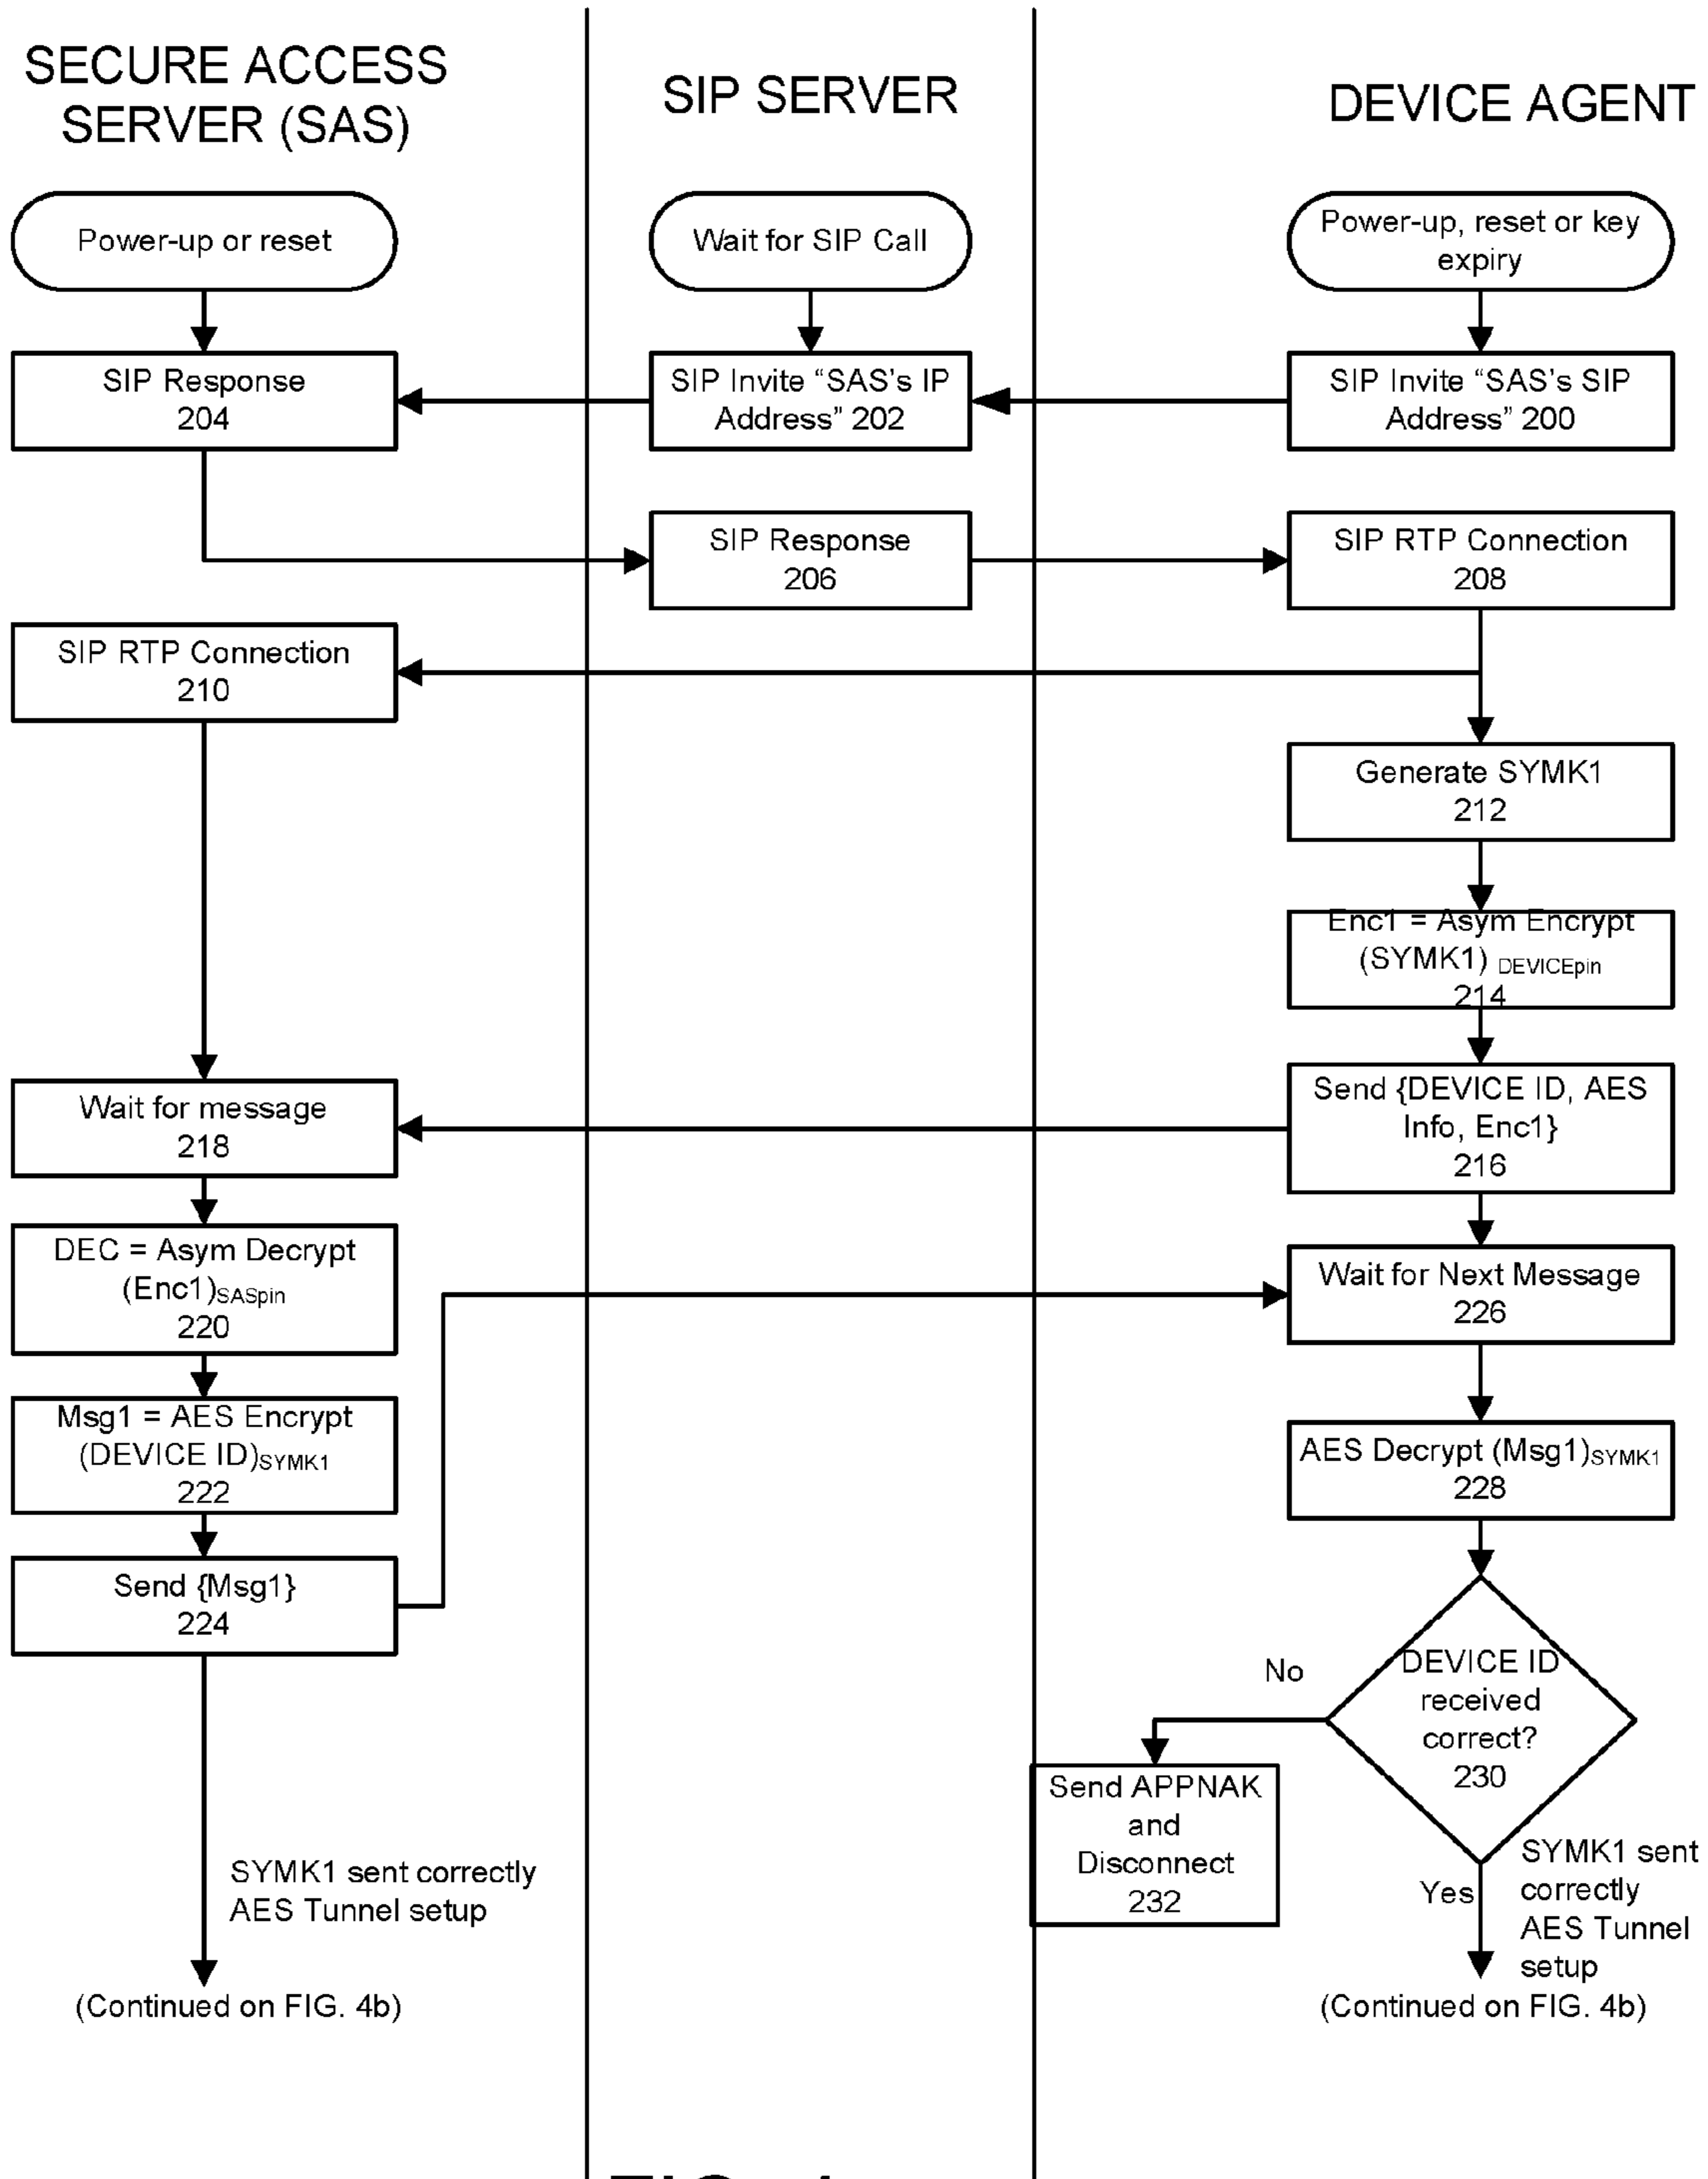 SECURE ACCESS
SERVER (SAS)
SIP SERVER
DEVICE AGENT
Power-up or reset
Wait for SIP Call
Power-up, reset or key
expiry
SIP Response
204
SIP Invite “SAS’s IP
Address” 202
SIP Invite “SAS’s SIP
Address” 200
SIP Response
206
SIP RTP Connection
208
SIP RTP Connection
210
Generate SYMK1
212
Enc1 = Asym Encrypt
(SYMK1) DEVICEpin
214
Wait for message
218
Send {DEVICE ID, AES
Info, Enc1}
216
DEC = Asym Decrypt
(Enc1)SASpin
220
Wait for Next Message
226
Msg1 = AES Encrypt
(DEVICE ID)SYMK1
222
AES Decrypt (Msg1)SYMK1
228
Send {Msg1}
224
DEVICE ID
received
correct?
230
No
Send APPNAK
and
Disconnect
232
Yes
SYMK1 sent
correctly
AES Tunnel
setup
SYMK1 sent correctly
AES Tunnel setup
(Continued on FIG. 4b)
(Continued on FIG. 4b)